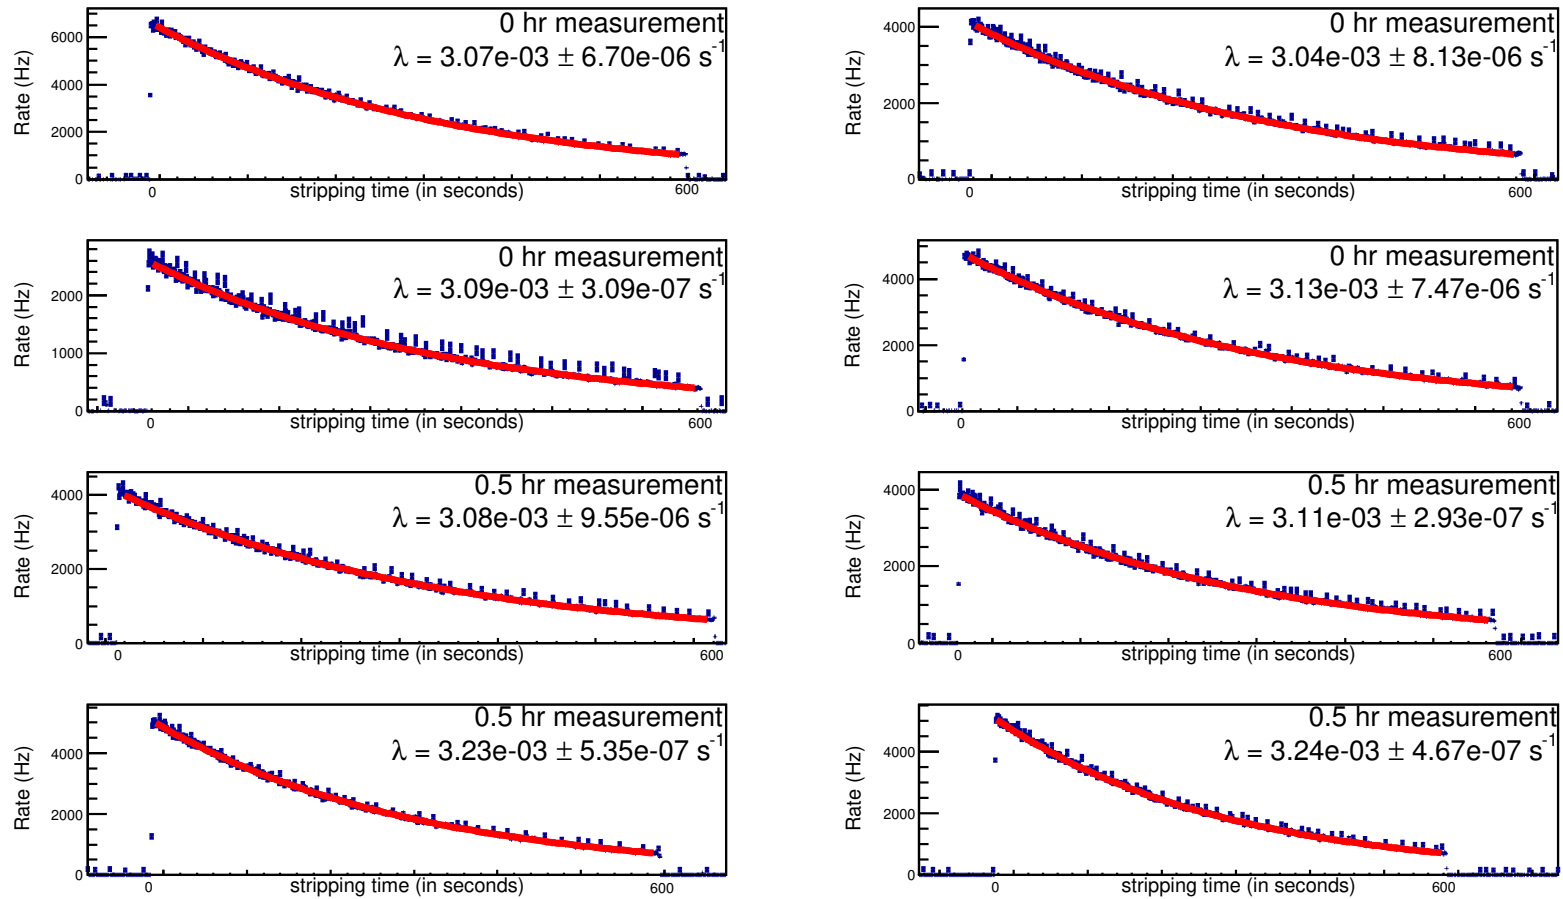 0 hr measurement
λ = 3.07e-03 ± 6.70e-06 s-1
Rate (Hz)
6000
4000
2000
0
0
600
stripping time (in seconds)
0 hr measurement
λ = 3.04e-03 ± 8.13e-06 s-1
Rate (Hz)
4000
2000
0
0
600
stripping time (in seconds)
0 hr measurement
λ = 3.09e-03 ± 3.09e-07 s-1
Rate (Hz)
2000
1000
0
0
600
stripping time (in seconds)
0 hr measurement
λ = 3.13e-03 ± 7.47e-06 s-1
Rate (Hz)
4000
2000
0
0
600
stripping time (in seconds)
0.5 hr measurement
λ = 3.08e-03 ± 9.55e-06 s-1
Rate (Hz)
4000
2000
0
0
600
stripping time (in seconds)
0.5 hr measurement
λ = 3.11e-03 ± 2.93e-07 s-1
Rate (Hz)
4000
2000
0
0
600
stripping time (in seconds)
0.5 hr measurement
λ = 3.23e-03 ± 5.35e-07 s-1
Rate (Hz)
4000
2000
0
0
600
stripping time (in seconds)
0.5 hr measurement
λ = 3.24e-03 ± 4.67e-07 s-1
Rate (Hz)
4000
2000
0
0
600
stripping time (in seconds)